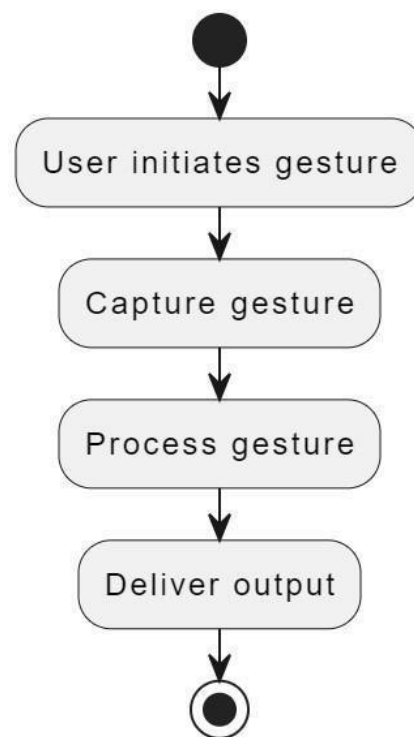 User initiates gesture
Capture gesture
Process gesture
Deliver output